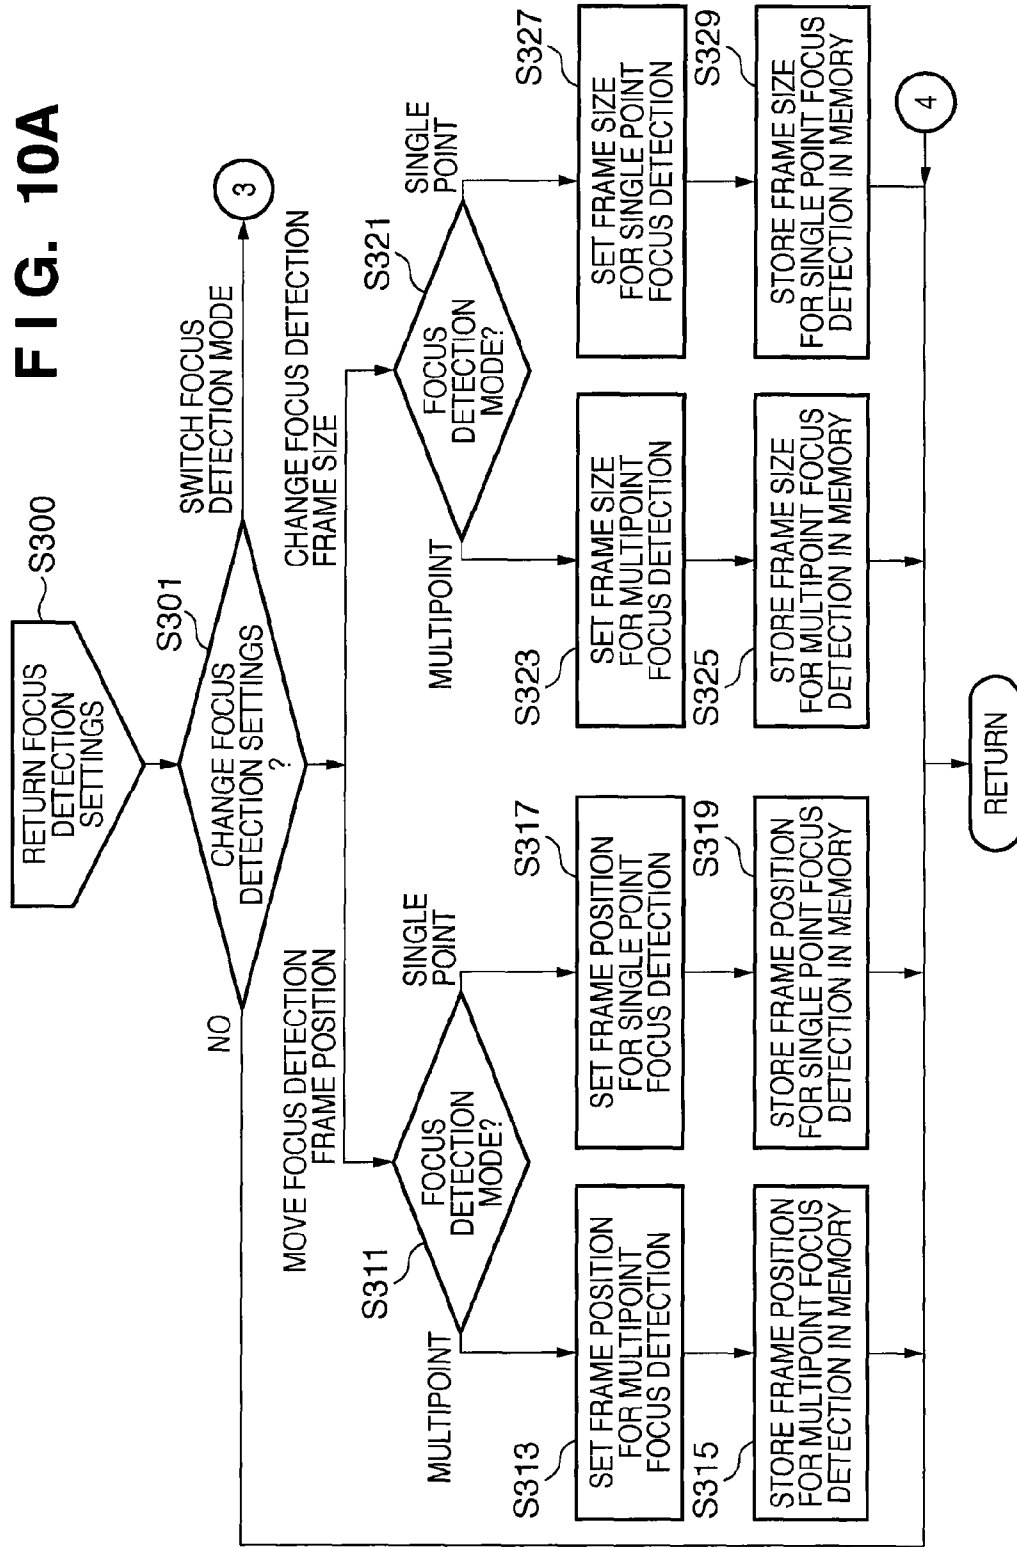 FIG. 10A
RETURN FOCUS
DETECTION
SETTINGS
S300
S301
CHANGE FOCUS
DETECTION SETTINGS
?
NO
SWITCH FOCUS
DETECTION MODE
3
MOVE FOCUS DETECTION
FRAME POSITION
CHANGE FOCUS DETECTION
FRAME SIZE
S311
FOCUS
DETECTION
MODE?
MULTIPOINT
SINGLE
POINT
S321
FOCUS
DETECTION
MODE?
MULTIPOINT
SINGLE
POINT
S313
SET FRAME POSITION
FOR MULTIPOINT
FOCUS DETECTION
S317
SET FRAME POSITION
FOR SINGLE POINT
FOCUS DETECTION
S323
SET FRAME SIZE
FOR MULTIPOINT
FOCUS DETECTION
S327
SET FRAME SIZE
FOR SINGLE POINT
FOCUS DETECTION
S315
STORE FRAME POSITION
FOR MULTIPOINT FOCUS
DETECTION IN MEMORY
S319
STORE FRAME POSITION
FOR SINGLE POINT FOCUS
DETECTION IN MEMORY
S325
STORE FRAME SIZE
FOR MULTIPOINT FOCUS
DETECTION IN MEMORY
S329
STORE FRAME SIZE
FOR SINGLE POINT FOCUS
DETECTION IN MEMORY
4
RETURN